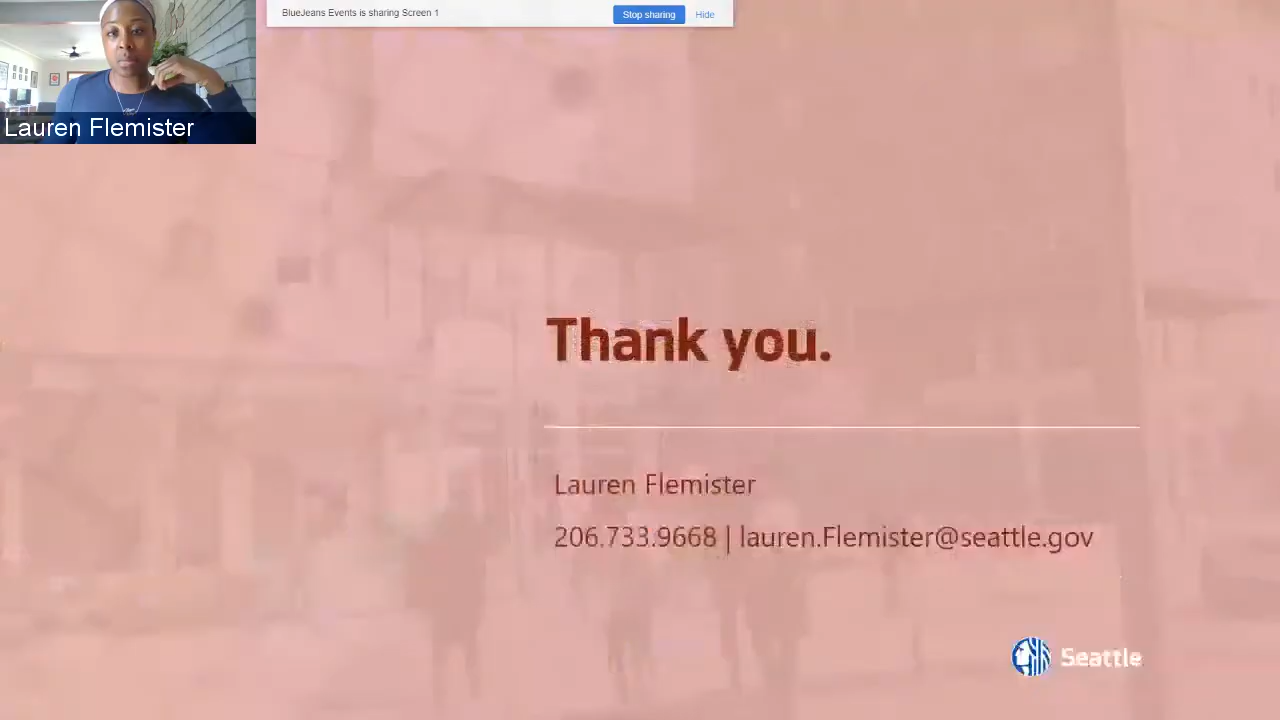 BlueJeans Events is sharing Screen 1
Stop sharing
Hide
Lauren Flemister
Thank you.
Lauren Flemister
206.733.9668 | lauren.Flemister@seattle.gov
Seattle